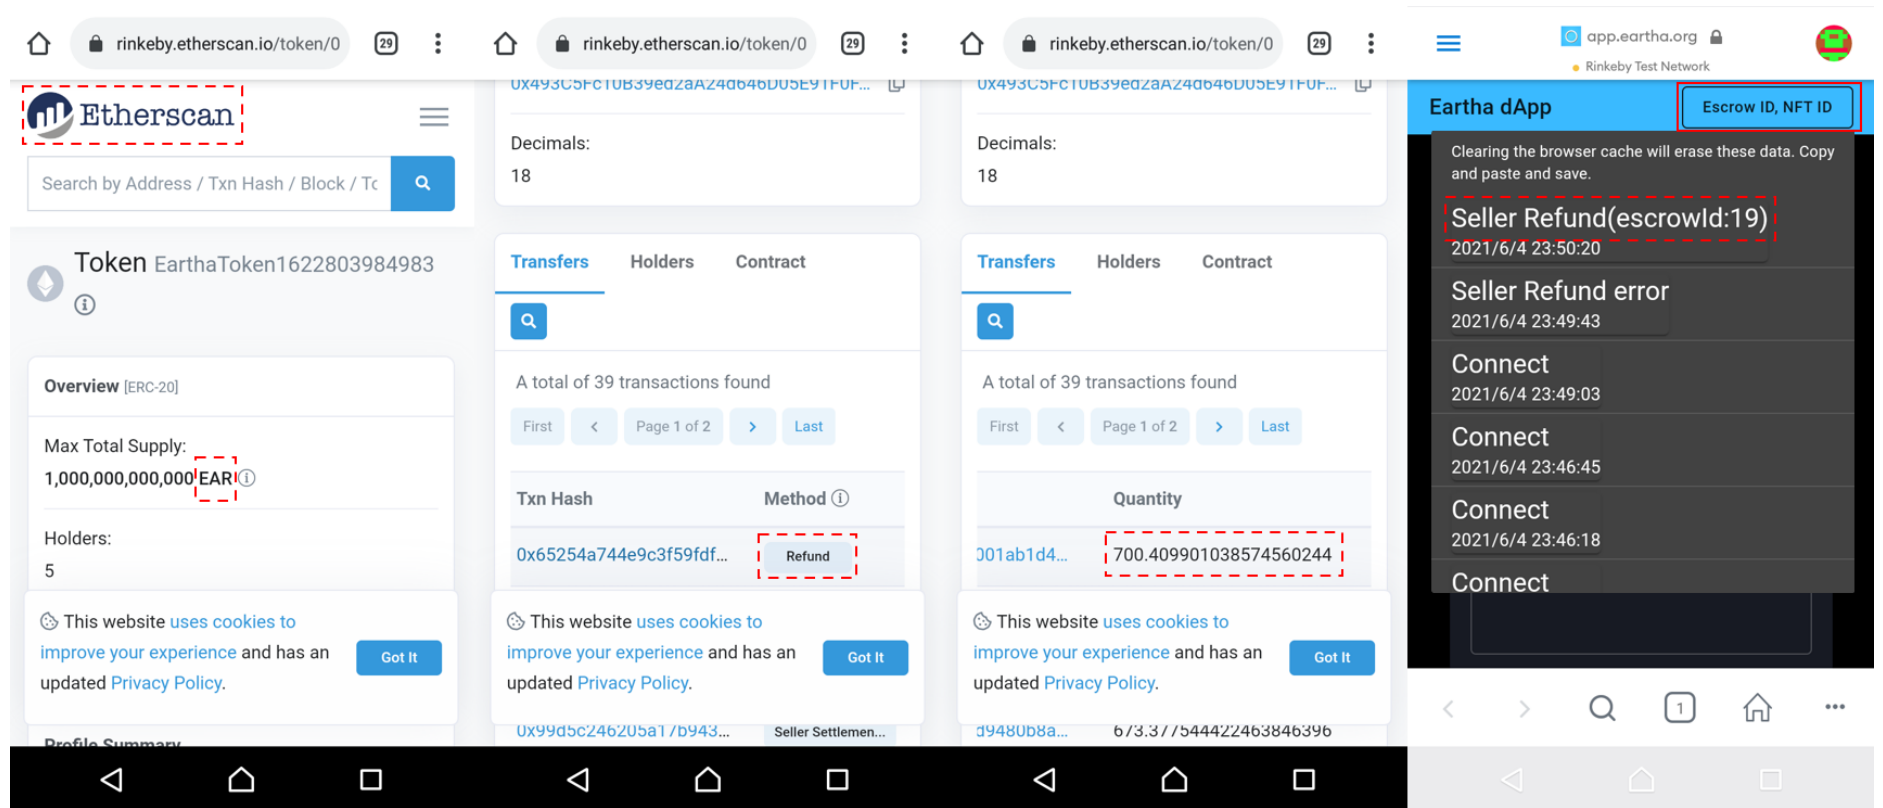 rinkeby.etherscan.io/token/0
29
Etherscan
Search by Address / Txn Hash / Block / Tc
Token EarthaToken1622803984983
Overview [ERC-20]
Max Total Supply:
1,000,000,000,000 EAR
Holders:
5
This website uses cookies to
improve your experience and has an
updated Privacy Policy.
Got It
Profile Summary
rinkeby.etherscan.io/token/0
29
0x493C5Fc10B39ed2aA24d646D05E91F0F...
Decimals:
18
Transfers Holders Contract
A total of 39 transactions found
First < Page 1 of 2 > Last
Txn Hash Method
0x65254a744e9c3f59fdf... Refund
This website uses cookies to
improve your experience and has an
updated Privacy Policy.
Got It
0x99d5c246205a17b943... Seller Settlemen...
rinkeby.etherscan.io/token/0
29
0x493C5Fc10B39ed2aA24d646D05E91F0F...
Decimals:
18
Transfers Holders Contract
A total of 39 transactions found
First < Page 1 of 2 > Last
Quantity
001ab1d4... 700.409901038574560244
This website uses cookies to
improve your experience and has an
updated Privacy Policy.
Got It
d9480b8a... 673.377544422463846396
app.eartha.org
Rinkeby Test Network
Eartha dApp
Escrow ID, NFT ID
Clearing the browser cache will erase these data. Copy
and paste and save.
Seller Refund(escrowId:19)
2021/6/4 23:50:20
Seller Refund error
2021/6/4 23:49:43
Connect
2021/6/4 23:49:03
Connect
2021/6/4 23:46:45
Connect
2021/6/4 23:46:18
Connect
1